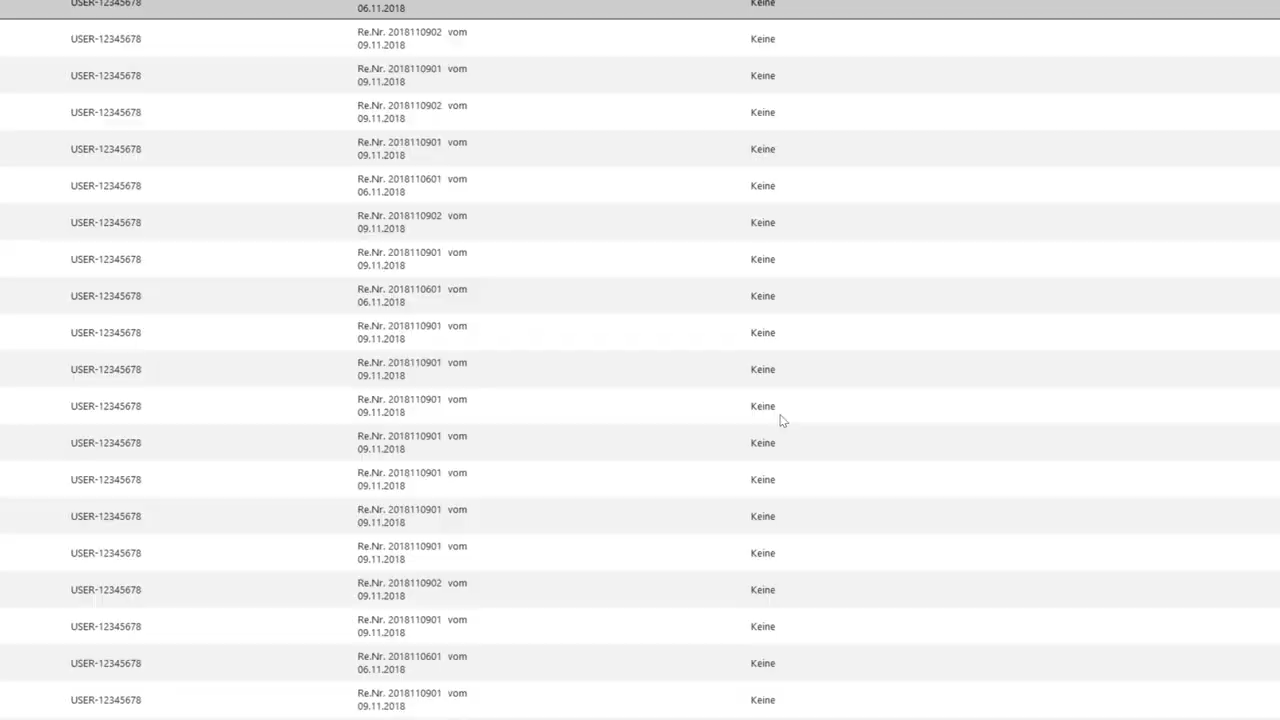 USER-12345678 06.11.2018 Keine
USER-12345678 Re.Nr. 2018110902 vom Keine
09.11.2018
USER-12345678 Re.Nr. 2018110901 vom Keine
09.11.2018
USER-12345678 Re.Nr. 2018110902 vom Keine
09.11.2018
USER-12345678 Re.Nr. 2018110901 vom Keine
09.11.2018
USER-12345678 Re.Nr. 2018110601 vom Keine
06.11.2018
USER-12345678 Re.Nr. 2018110902 vom Keine
09.11.2018
USER-12345678 Re.Nr. 2018110901 vom Keine
09.11.2018
USER-12345678 Re.Nr. 2018110601 vom Keine
06.11.2018
USER-12345678 Re.Nr. 2018110901 vom Keine
09.11.2018
USER-12345678 Re.Nr. 2018110901 vom Keine
09.11.2018
USER-12345678 Re.Nr. 2018110901 vom Keine
09.11.2018
USER-12345678 Re.Nr. 2018110901 vom Keine
09.11.2018
USER-12345678 Re.Nr. 2018110901 vom Keine
09.11.2018
USER-12345678 Re.Nr. 2018110901 vom Keine
09.11.2018
USER-12345678 Re.Nr. 2018110901 vom Keine
09.11.2018
USER-12345678 Re.Nr. 2018110902 vom Keine
09.11.2018
USER-12345678 Re.Nr. 2018110901 vom Keine
09.11.2018
USER-12345678 Re.Nr. 2018110601 vom Keine
06.11.2018
USER-12345678 Re.Nr. 2018110901 vom Keine
09.11.2018